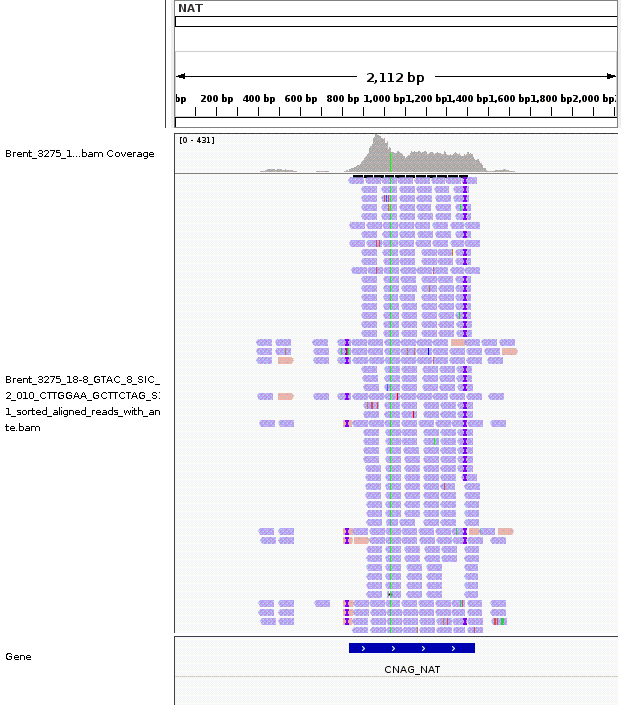 NAT
2,112 bp
bp 200 bp 400 bp 600 bp 800 bp 1,000 bp 1,200 bp 1,400 bp 1,600 bp 1,800 bp 2,000 bp
[0 - 431]
Brent_3275_1...bam Coverage
Brent_3275_18-8_GTAC_8_SIC_
2_010_CTTGGAA_GCTTCTAG_S
1_sorted_aligned_reads_with_an
te.bam
Gene
CNAG_NAT